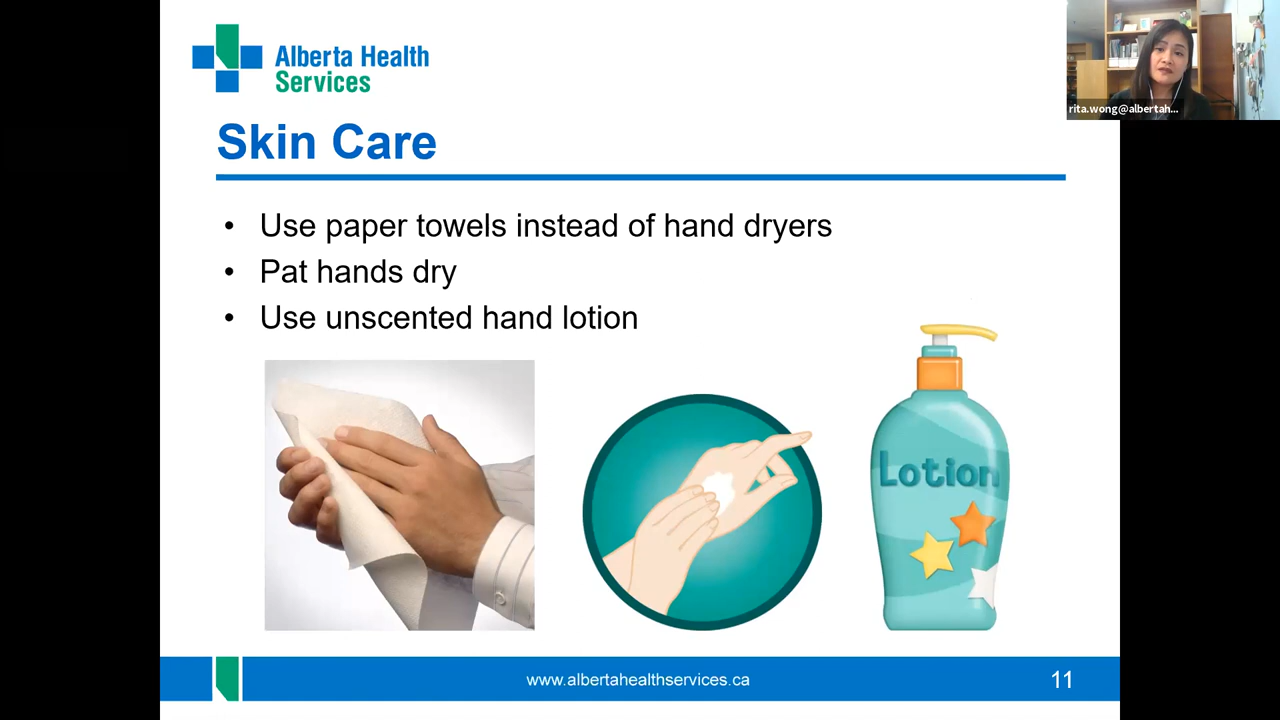 Alberta Health
Services
rita.wong@albertah...
Skin Care
• Use paper towels instead of hand dryers
• Pat hands dry
• Use unscented hand lotion
Lotion
www.albertahealthservices.ca
11